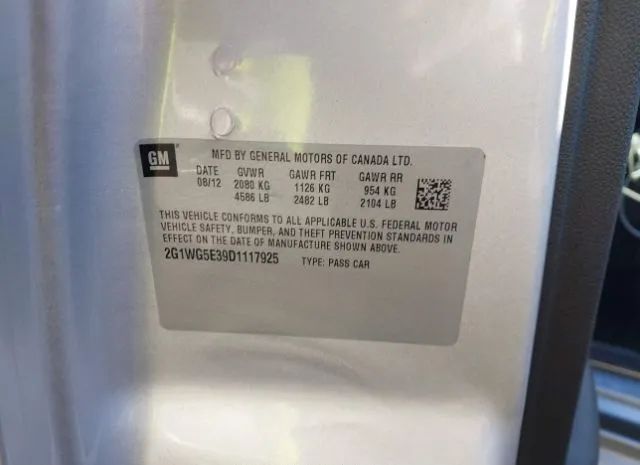 GM
MFD BY GENERAL MOTORS OF CANADA LTD.
DATE GVWR GAWR FRT GAWR RR
08/12 2080 KG 1126 KG 954 KG
4586 LB 2482 LB 2104 LB
THIS VEHICLE CONFORMS TO ALL APPLICABLE U.S. FEDERAL MOTOR
VEHICLE SAFETY, BUMPER, AND THEFT PREVENTION STANDARDS IN
EFFECT ON THE DATE OF MANUFACTURE SHOWN ABOVE.
2G1WG5E39D1117925 TYPE: PASS CAR